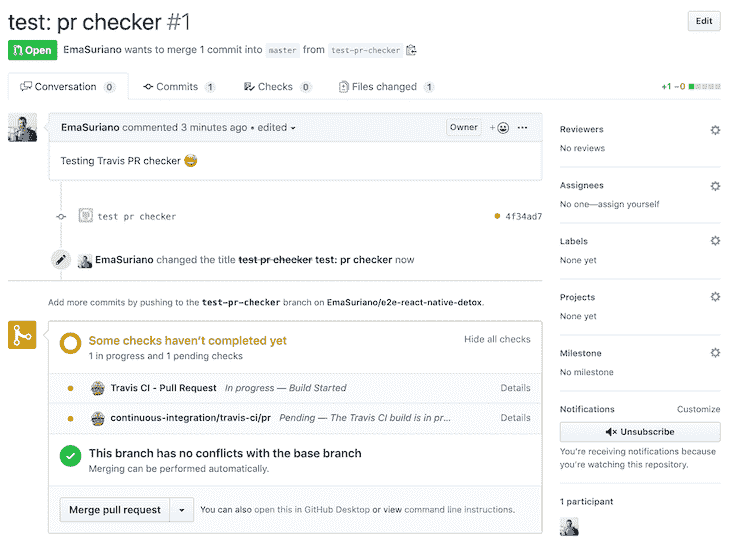 test: pr checker #1
Edit
Open EmaSuriano wants to merge 1 commit into master from test-pr-checker
Conversation 0 Commits 1 Checks 0 Files changed 1 +1 −0
EmaSuriano commented 3 minutes ago • edited Owner
Testing Travis PR checker
test pr checker 4f34ad7
EmaSuriano changed the title test pr checker test: pr checker now
Add more commits by pushing to the test-pr-checker branch on EmaSuriano/e2e-react-native-detox.
Some checks haven't completed yet Hide all checks
1 in progress and 1 pending checks
Travis CI - Pull Request In progress — Build Started Details
continuous-integration/travis-ci/pr Pending — The Travis CI build is in pr... Details
This branch has no conflicts with the base branch
Merging can be performed automatically.
Merge pull request You can also open this in GitHub Desktop or view command line instructions.
Reviewers
No reviews
Assignees
No one—assign yourself
Labels
None yet
Projects
None yet
Milestone
No milestone
Notifications Customize
Unsubscribe
You're receiving notifications because
you're watching this repository.
1 participant